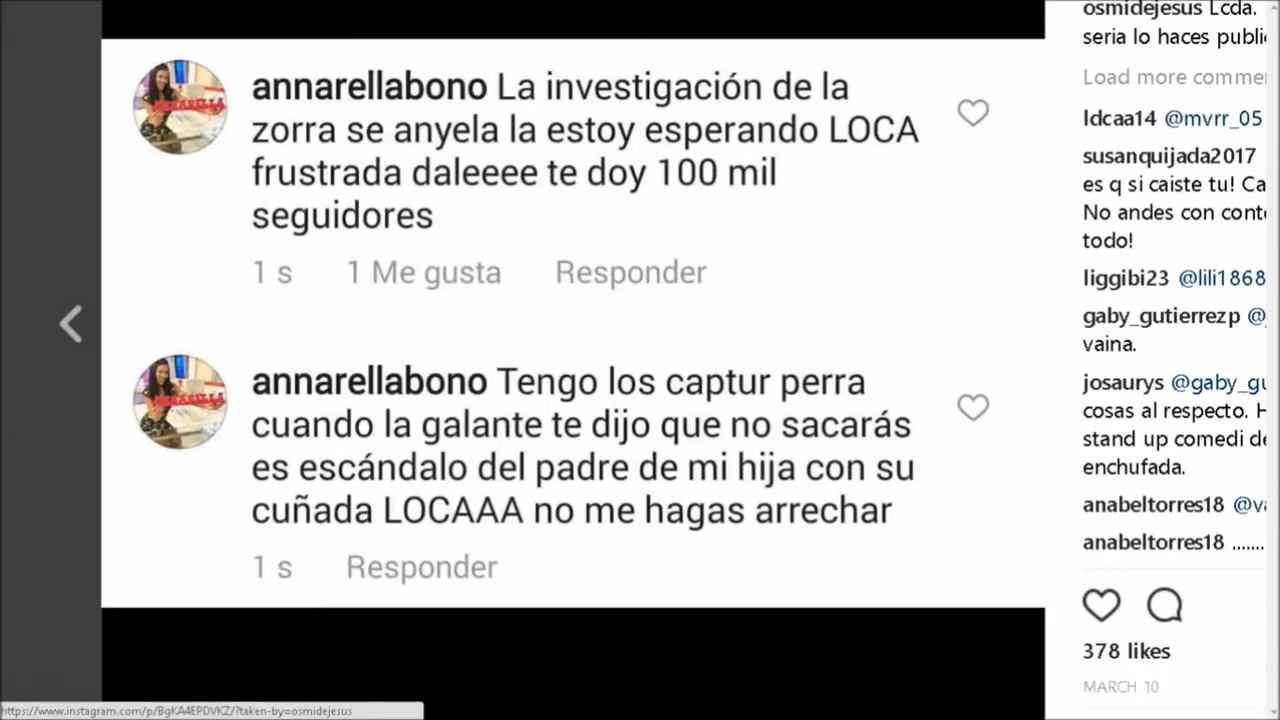 annarellabono La investigación de la
zorra se anyela la estoy esperando LOCA
frustrada daleeee te doy 100 mil
seguidores
1 s 1 Me gusta Responder
annarellabono Tengo los captur perra
cuando la galante te dijo que no sacarás
es escándalo del padre de mi hija con su
cuñada LOCAAA no me hagas arrechar
1 s Responder
osmidejesus Lcda.
seria lo haces publi
Load more comme
ldcaa14 @mvrr_05
susanquijada2017
es q si caiste tu! Ca
No andes con cont
todo!
liggibi23 @lili1868
gaby_gutierrezp @
vaina.
josaurys @gaby_gu
cosas al respecto. H
stand up comedi de
enchufada.
anabeltorres18 @va
anabeltorres18 .......
378 likes
MARCH 10
https://www.instagram.com/p/BgKA4EPDVKZ/?taken-by=osmidejesus